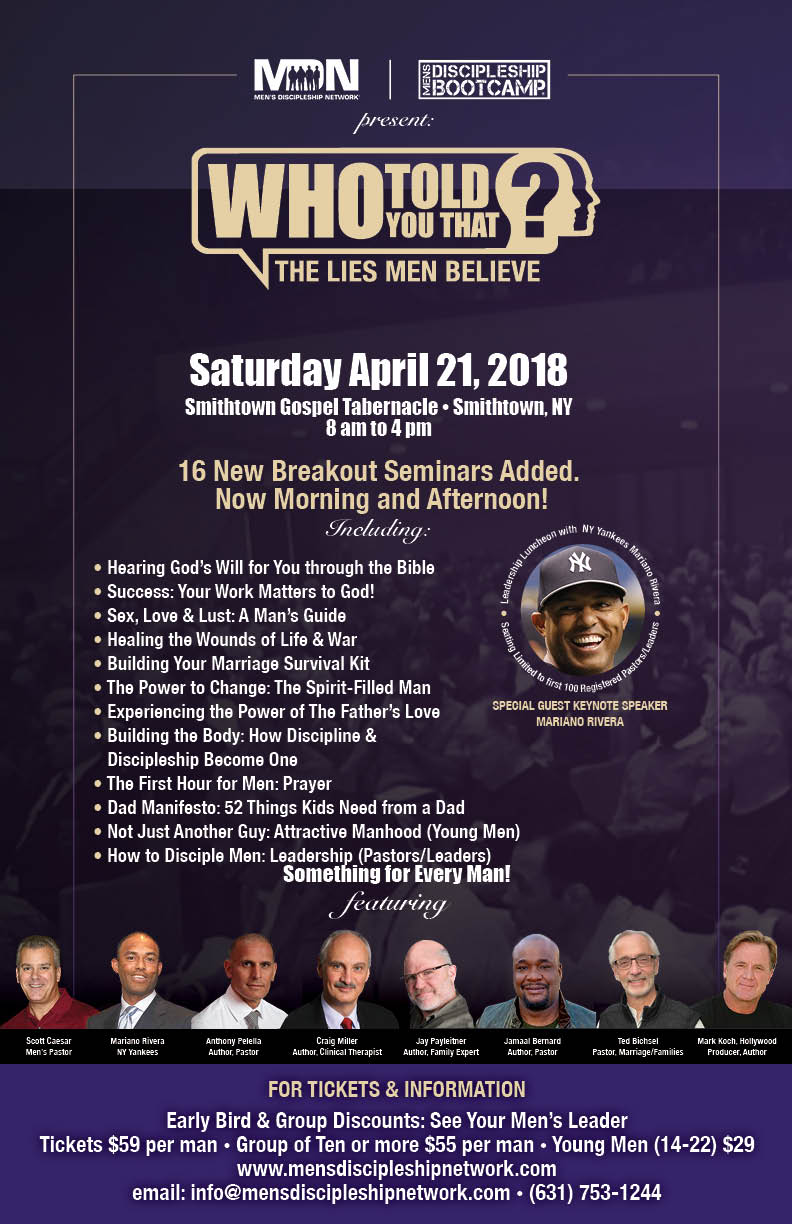 MDN
MEN'S DISCIPLESHIP NETWORK
MENS DISCIPLESHIP
BOOTCAMP
present:
WHO TOLD
YOU THAT ?
THE LIES MEN BELIEVE
Saturday April 21, 2018
Smithtown Gospel Tabernacle • Smithtown, NY
8 am to 4 pm
16 New Breakout Seminars Added.
Now Morning and Afternoon!
Including:
• Hearing God's Will for You through the Bible
• Success: Your Work Matters to God!
• Sex, Love & Lust: A Man's Guide
• Healing the Wounds of Life & War
• Building Your Marriage Survival Kit
• The Power to Change: The Spirit-Filled Man
• Experiencing the Power of The Father's Love
• Building the Body: How Discipline &
Discipleship Become One
• The First Hour for Men: Prayer
• Dad Manifesto: 52 Things Kids Need from a Dad
• Not Just Another Guy: Attractive Manhood (Young Men)
• How to Disciple Men: Leadership (Pastors/Leaders)
• Leadership Luncheon with NY Yankees Mariano Rivera •
Seating Limited to first 100 Registered Pastors/Leaders
NY
SPECIAL GUEST KEYNOTE SPEAKER
MARIANO RIVERA
Something for Every Man!
featuring
Scott Caesar
Men's Pastor
Mariano Rivera
NY Yankees
Anthony Pelella
Author, Pastor
Craig Miller
Author, Clinical Therapist
Jay Payleitner
Author, Family Expert
Jamaal Bernard
Author, Pastor
Ted Bichsel
Pastor, Marriage/Families
Mark Koch, Hollywood
Producer, Author
FOR TICKETS & INFORMATION
Early Bird & Group Discounts: See Your Men's Leader
Tickets $59 per man • Group of Ten or more $55 per man • Young Men (14-22) $29
www.mensdiscipleshipnetwork.com
email: info@mensdiscipleshipnetwork.com • (631) 753-1244